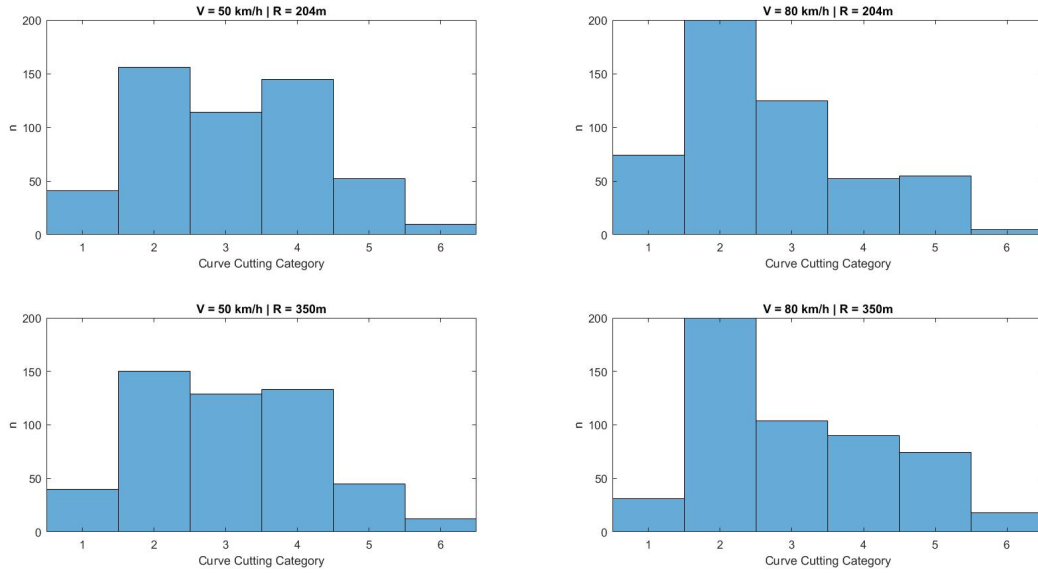 V = 50 km/h | R = 204m
200
150
100
50
0
n
1 2 3 4 5 6
Curve Cutting Category
V = 80 km/h | R = 204m
200
150
100
50
0
n
1 2 3 4 5 6
Curve Cutting Category
V = 50 km/h | R = 350m
200
150
100
50
0
n
1 2 3 4 5 6
Curve Cutting Category
V = 80 km/h | R = 350m
200
150
100
50
0
n
1 2 3 4 5 6
Curve Cutting Category